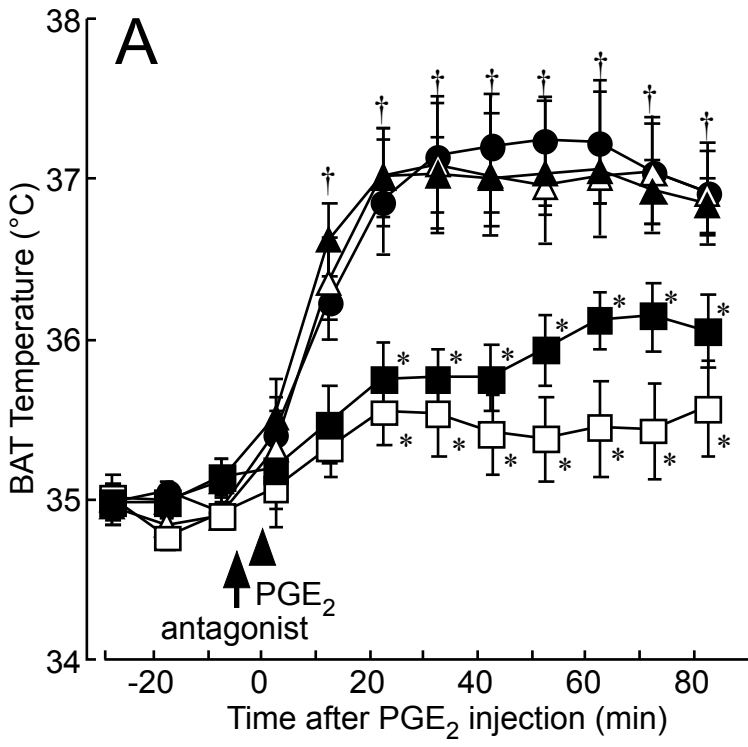 A
38
37
36
35
34
BAT Temperature (°C)
† † † † † † † †
* * * * * * *
* * * * * * *
PGE₂
antagonist
-20 0 20 40 60 80
Time after PGE₂ injection (min)